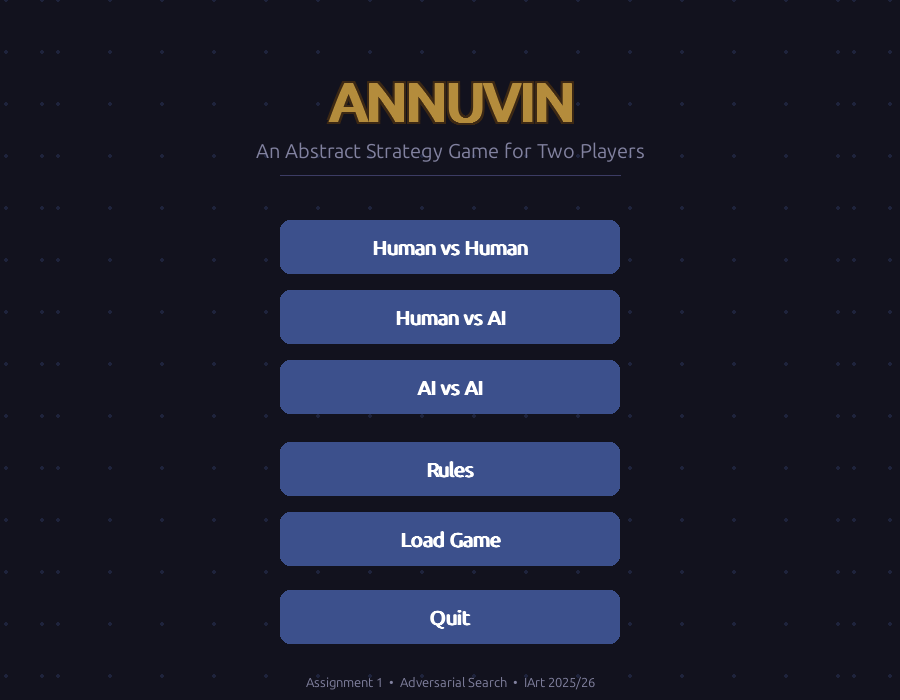 ANNUVIN
An Abstract Strategy Game for Two Players
Human vs Human
Human vs AI
AI vs AI
Rules
Load Game
Quit
Assignment 1 • Adversarial Search • IArt 2025/26